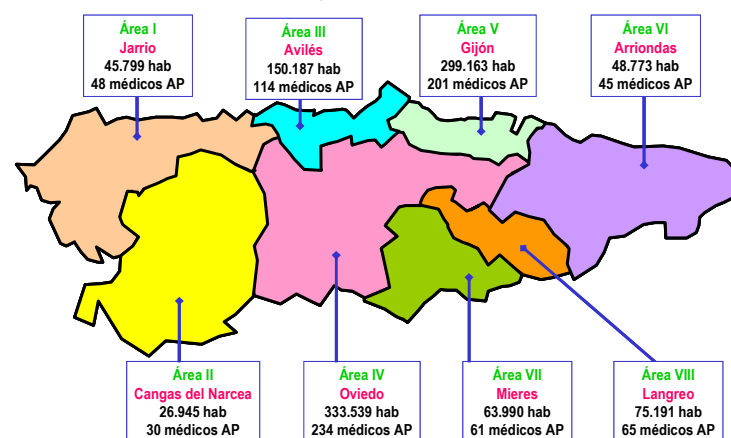 Área I
Jarrio
45.799 hab
48 médicos AP
Área III
Avilés
150.187 hab
114 médicos AP
Área V
Gijón
299.163 hab
201 médicos AP
Área VI
Arriondas
48.773 hab
45 médicos AP
Área II
Cangas del Narcea
26.945 hab
30 médicos AP
Área IV
Oviedo
333.539 hab
234 médicos AP
Área VII
Mieres
63.990 hab
61 médicos AP
Área VIII
Langreo
75.191 hab
65 médicos AP